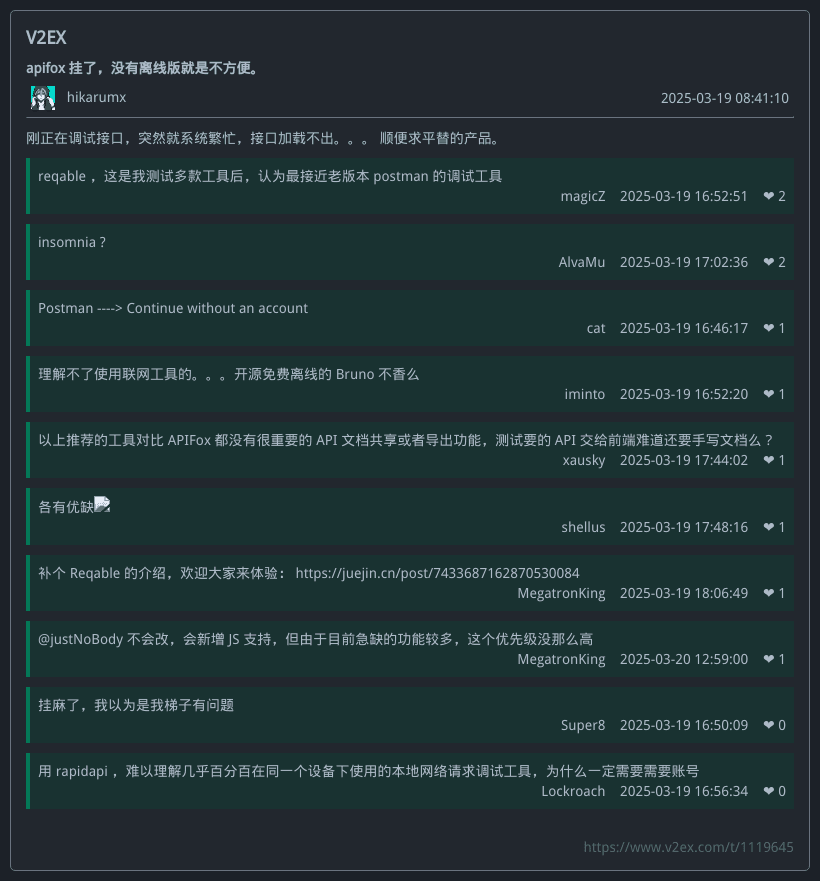 V2EX
apifox 挂了，没有离线版就是不方便。
hikarumx 2025-03-19 08:41:10
刚正在调试接口，突然就系统繁忙，接口加载不出。。。 顺便求平替的产品。
reqable ，这是我测试多款工具后，认为最接近老版本 postman 的调试工具
magicZ 2025-03-19 16:52:51 ❤ 2
insomnia ?
AlvaMu 2025-03-19 17:02:36 ❤ 2
Postman ----> Continue without an account
cat 2025-03-19 16:46:17 ❤ 1
理解不了使用联网工具的。。。开源免费离线的 Bruno 不香么
iminto 2025-03-19 16:52:20 ❤ 1
以上推荐的工具对比 APIFox 都没有很重要的 API 文档共享或者导出功能，测试要的 API 交给前端难道还要手写文档么？
xausky 2025-03-19 17:44:02 ❤ 1
各有优缺
shellus 2025-03-19 17:48:16 ❤ 1
补个 Reqable 的介绍，欢迎大家来体验： https://juejin.cn/post/7433687162870530084
MegatronKing 2025-03-19 18:06:49 ❤ 1
@justNoBody 不会改，会新增 JS 支持，但由于目前急缺的功能较多，这个优先级没那么高
MegatronKing 2025-03-20 12:59:00 ❤ 1
挂麻了，我以为是我梯子有问题
Super8 2025-03-19 16:50:09 ❤ 0
用 rapidapi ，难以理解几乎百分百在同一个设备下使用的本地网络请求调试工具，为什么一定需要需要账号
Lockroach 2025-03-19 16:56:34 ❤ 0
https://www.v2ex.com/t/1119645